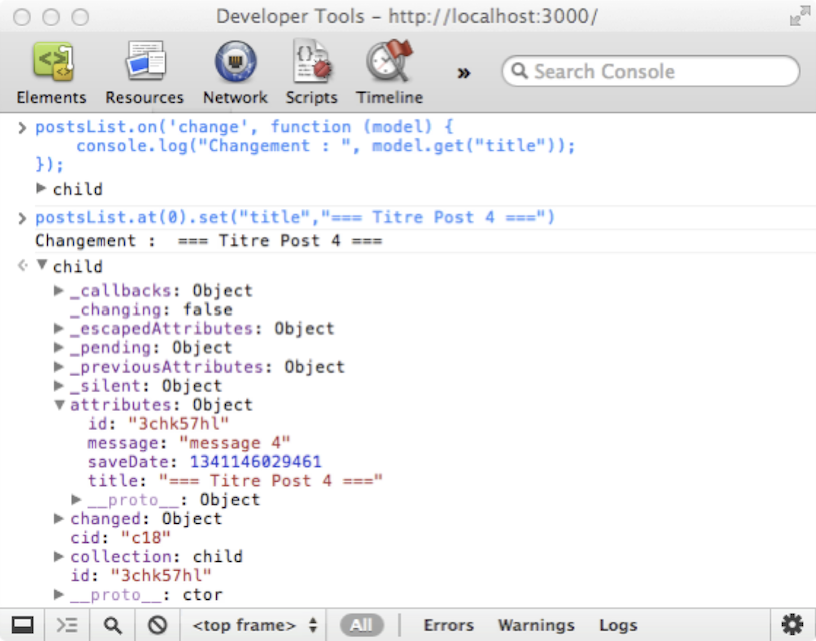 Developer Tools - http://localhost:3000/
Elements Resources Network Scripts Timeline » Search Console
> postsList.on('change', function (model) {
console.log("Changement : ", model.get("title"));
});
▶ child
> postsList.at(0).set("title","=== Titre Post 4 ===")
Changement :  === Titre Post 4 ===
▼ child
▶ _callbacks: Object
_changing: false
▶ _escapedAttributes: Object
▶ _pending: Object
▶ _previousAttributes: Object
▶ _silent: Object
▼ attributes: Object
id: "3chk57hl"
message: "message 4"
saveDate: 1341146029461
title: "=== Titre Post 4 ==="
▶ __proto__: Object
▶ changed: Object
cid: "c18"
▶ collection: child
id: "3chk57hl"
▶ __proto__: ctor
<top frame> All Errors Warnings Logs